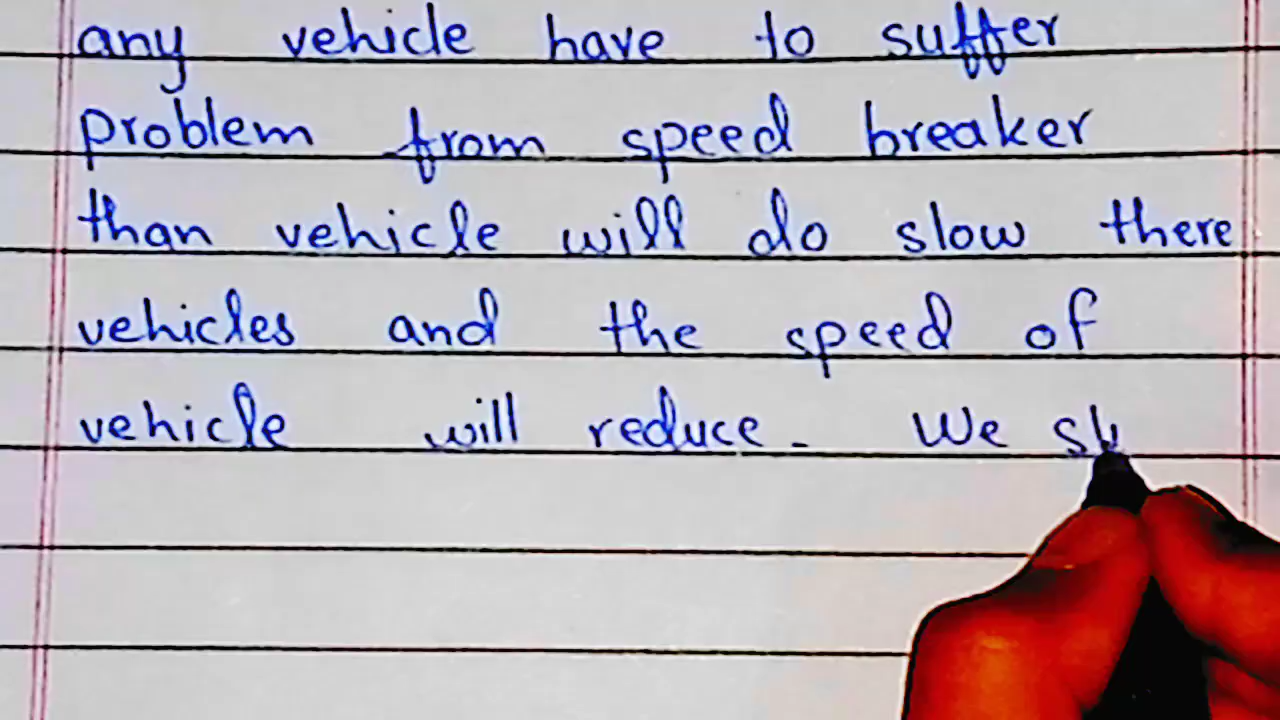 any vehicle have to suffer
problem from speed breaker
than vehicle will do slow there
vehicles and the speed of
vehicle will reduce. We